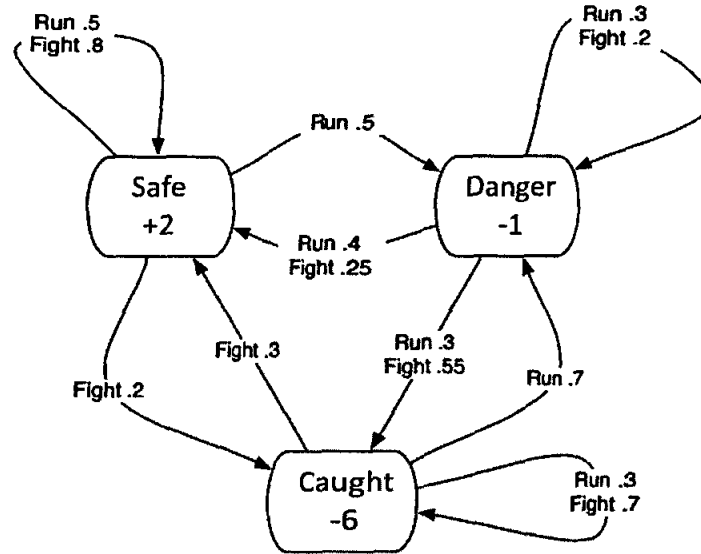 Run .5
Fight .8
Run .3
Fight .2
Run .5
Safe
+2
Danger
-1
Run .4
Fight .25
Fight .3
Run .3
Fight .55
Fight .2
Run .7
Caught
-6
Run .3
Fight .7